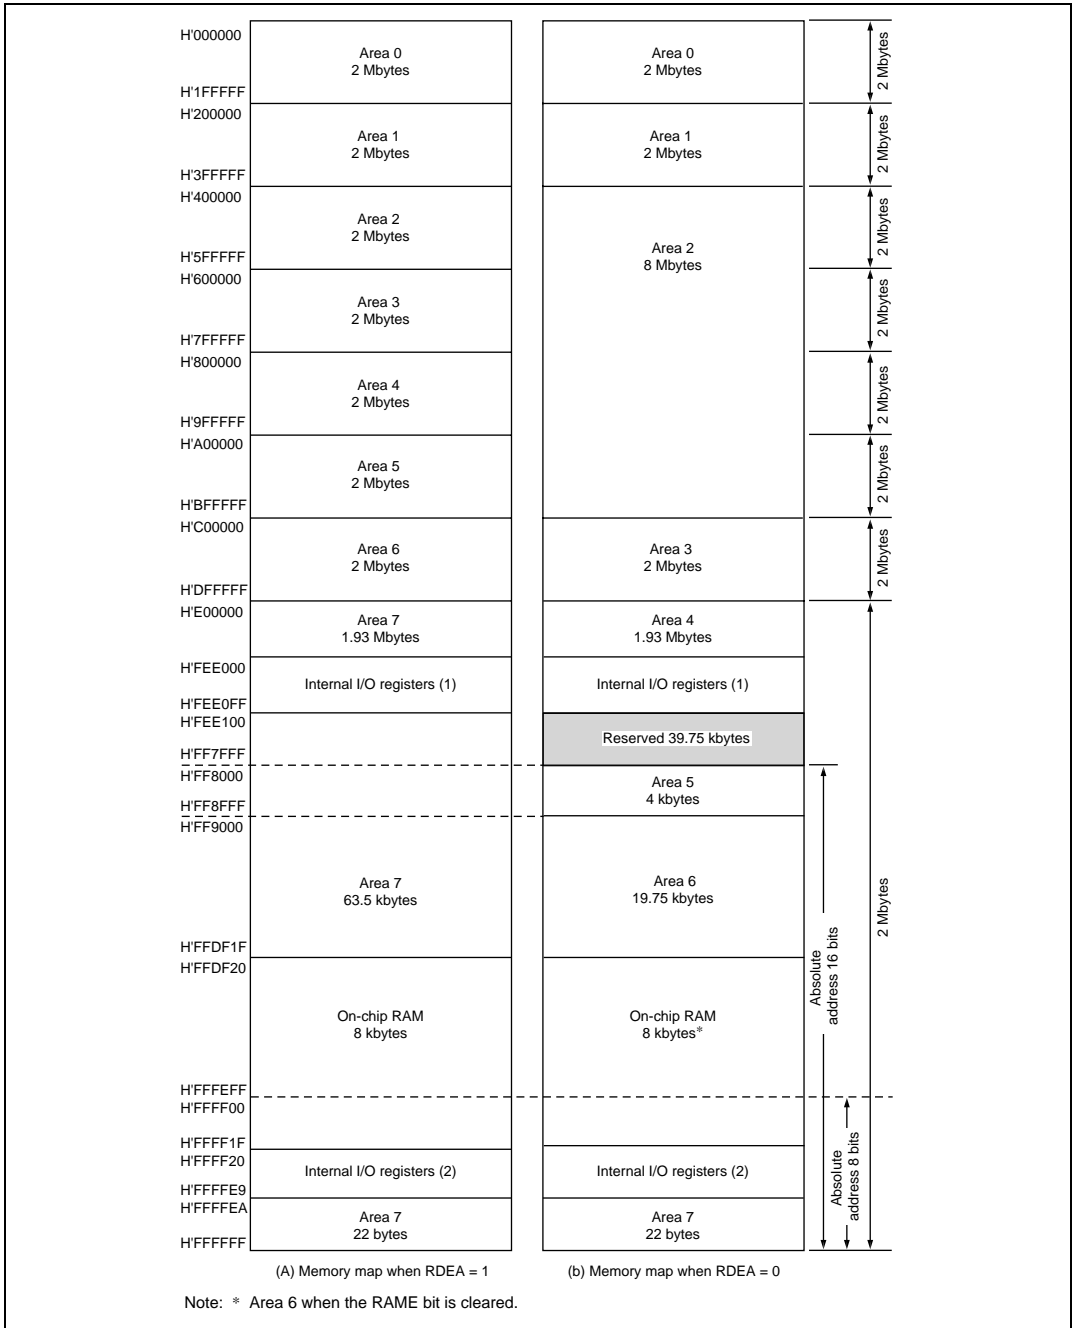 H'000000
Area 0
2 Mbytes
Area 0
2 Mbytes
2 Mbytes
H'1FFFFF
H'200000
Area 1
2 Mbytes
Area 1
2 Mbytes
2 Mbytes
H'3FFFFF
H'400000
Area 2
2 Mbytes
Area 2
8 Mbytes
2 Mbytes
H'5FFFFF
H'600000
Area 3
2 Mbytes
2 Mbytes
H'7FFFFF
H'800000
Area 4
2 Mbytes
2 Mbytes
H'9FFFFF
H'A00000
Area 5
2 Mbytes
2 Mbytes
H'BFFFFF
H'C00000
Area 6
2 Mbytes
Area 3
2 Mbytes
2 Mbytes
H'DFFFFF
H'E00000
Area 7
1.93 Mbytes
Area 4
1.93 Mbytes
H'FEE000
Internal I/O registers (1)
Internal I/O registers (1)
H'FEE0FF
H'FEE100
Reserved 39.75 kbytes
H'FF7FFF
H'FF8000
Area 5
4 kbytes
H'FF8FFF
H'FF9000
Area 7
63.5 kbytes
Area 6
19.75 kbytes
2 Mbytes
Absolute
address 16 bits
H'FFDF1F
H'FFDF20
On-chip RAM
8 kbytes
On-chip RAM
8 kbytes*
H'FFFEFF
H'FFFF00
H'FFFF1F
H'FFFF20
Internal I/O registers (2)
Internal I/O registers (2)
Absolute
address 8 bits
H'FFFFE9
H'FFFFEA
Area 7
22 bytes
Area 7
22 bytes
H'FFFFFF
(A) Memory map when RDEA = 1
(b) Memory map when RDEA = 0
Note: * Area 6 when the RAME bit is cleared.